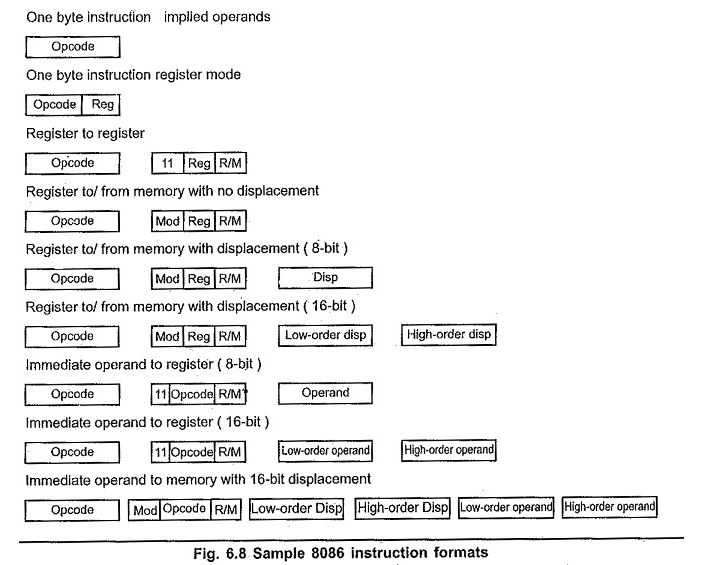 One byte instruction implied operands
Opcode
One byte instruction register mode
Opcode Reg
Register to register
Opcode 11 Reg R/M
Register to/ from memory with no displacement
Opcode Mod Reg R/M
Register to/ from memory with displacement ( 8-bit )
Opcode Mod Reg R/M Disp
Register to/ from memory with displacement ( 16-bit )
Opcode Mod Reg R/M Low-order disp High-order disp
Immediate operand to register ( 8-bit )
Opcode 11 Opcode R/M Operand
Immediate operand to register ( 16-bit )
Opcode 11 Opcode R/M Low-order operand High-order operand
Immediate operand to memory with 16-bit displacement
Opcode Mod Opcode R/M Low-order Disp High-order Disp Low-order operand High-order operand
Fig. 6.8 Sample 8086 instruction formats